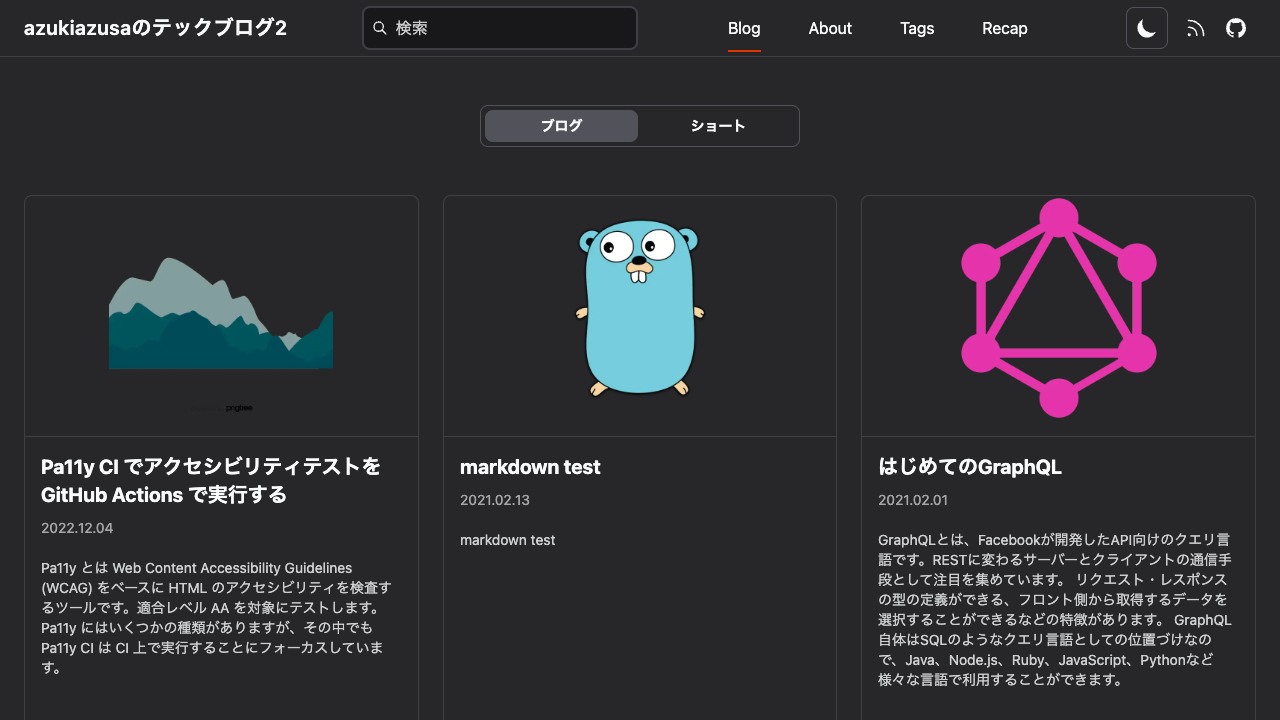 azukiazusaのテックブログ2
検索
Blog
About
Tags
Recap
ブログ
ショート
pngtree
Pa11y CI でアクセシビリティテストを
GitHub Actions で実行する
2022.12.04
Pa11y とは Web Content Accessibility Guidelines
(WCAG) をベースに HTML のアクセシビリティを検査す
るツールです。適合レベル AA を対象にテストします。
Pa11y にはいくつかの種類がありますが、その中でも
Pa11y CI は CI 上で実行することにフォーカスしていま
す。
markdown test
2021.02.13
markdown test
はじめてのGraphQL
2021.02.01
GraphQLとは、Facebookが開発したAPI向けのクエリ言
語です。RESTに変わるサーバーとクライアントの通信手
段として注目を集めています。 リクエスト・レスポンス
の型の定義ができる、フロント側から取得するデータを
選択することができるなどの特徴があります。 GraphQL
自体はSQLのようなクエリ言語としての位置づけなの
で、Java、Node.js、Ruby、JavaScript、Pythonなど
様々な言語で利用することができます。